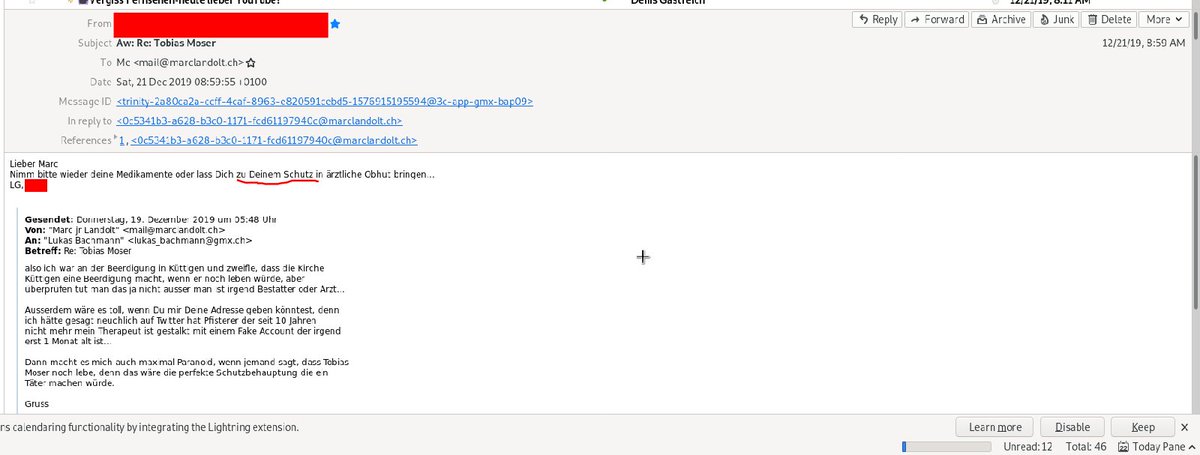 Vergiss Fernsehen-heute lieber YouTube!
Denis Gastreich
12/21/19, 8:11 AM
From
Reply
Forward
Archive
Junk
Delete
More
Subject Aw: Re: Tobias Moser
12/21/19, 8:59 AM
To Me <mail@marclandolt.ch>
Date Sat, 21 Dec 2019 08:59:55 +0100
Message ID <trinity-2a80ca2a-ccff-4caf-8963-e820591cebd5-1576915195594@3c-app-gmx-bap09>
In reply to <0c5341b3-a628-b3c0-1171-fcd61197940c@marclandolt.ch>
References 1, <0c5341b3-a628-b3c0-1171-fcd61197940c@marclandolt.ch>
Lieber Marc
Nimm bitte wieder deine Medikamente oder lass Dich zu Deinem Schutz in ärztliche Obhut bringen...
LG,
Gesendet: Donnerstag, 19. Dezember 2019 um 05:48 Uhr
Von: "Marc jr Landolt" <mail@marclandolt.ch>
An: "Lukas Bachmann" <lukas_bachmann@gmx.ch>
Betreff: Re: Tobias Moser
also ich war an der Beerdigung in Küttigen und zweifle, dass die Kirche
Küttigen eine Beerdigung macht, wenn er noch leben würde, aber
überprüfen tut man das ja nicht ausser man ist irgend Bestatter oder Arzt...
Ausserdem wäre es toll, wenn Du mir Deine Adresse geben könntest, denn
ich hätte gesagt neuchlich auf Twitter hat Pfisterer der seit 10 Jahren
nicht mehr mein Therapeut ist gestalkt mit einem Fake Account der irgend
erst 1 Monat alt ist...
Dann macht es mich auch maximal Paranoid, wenn jemand sagt, dass Tobias
Moser noch lebe, denn das wäre die perfekte Schutzbehauptung die ein
Täter machen würde.
Gruss
ns calendaring functionality by integrating the Lightning extension.
Learn more
Disable
Keep
Unread: 12
Total: 46
Today Pane